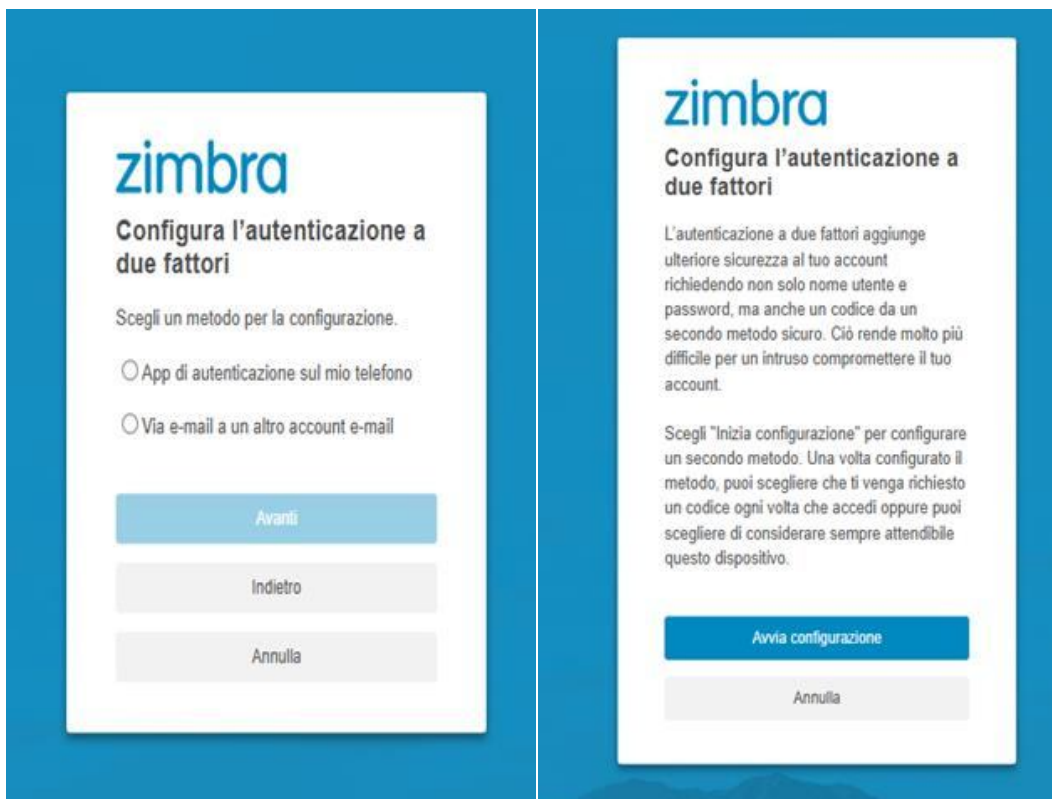 zimbra
Configura l'autenticazione a
due fattori
Scegli un metodo per la configurazione.
App di autenticazione sul mio telefono
Via e-mail a un altro account e-mail
Avanti
Indietro
Annulla
zimbra
Configura l'autenticazione a
due fattori
L'autenticazione a due fattori aggiunge
ulteriore sicurezza al tuo account
richiedendo non solo nome utente e
password, ma anche un codice da un
secondo metodo sicuro. Ciò rende molto più
difficile per un intruso compromettere il tuo
account.
Scegli "Inizia configurazione" per configurare
un secondo metodo. Una volta configurato il
metodo, puoi scegliere che ti venga richiesto
un codice ogni volta che accedi oppure puoi
scegliere di considerare sempre attendibile
questo dispositivo.
Avvia configurazione
Annulla